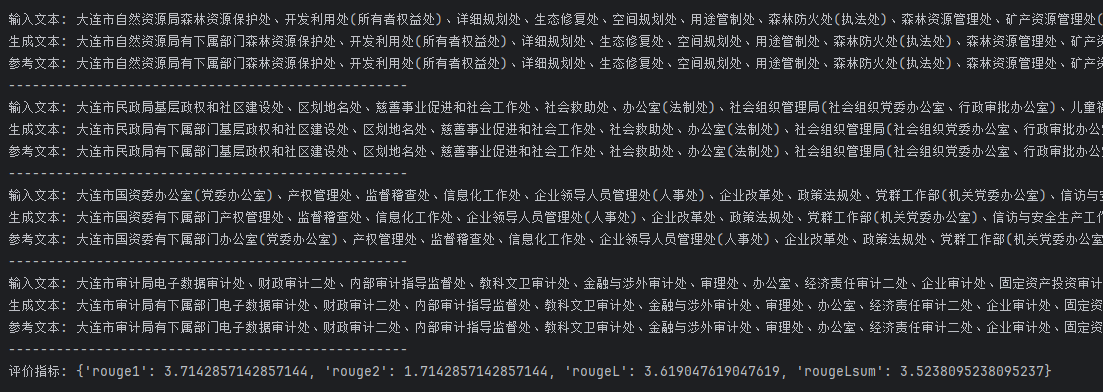 输入文本: 大连市自然资源局森林资源保护处、开发利用处(所有者权益处)、详细规划处、生态修复处、空间规划处、用途管制处、森林防火处(执法处)、森林资源管理处、矿产资源管理处(
生成文本: 大连市自然资源局有下属部门森林资源保护处、开发利用处(所有者权益处)、详细规划处、生态修复处、空间规划处、用途管制处、森林防火处(执法处)、森林资源管理处、矿产
参考文本: 大连市自然资源局有下属部门森林资源保护处、开发利用处(所有者权益处)、详细规划处、生态修复处、空间规划处、用途管制处、森林防火处(执法处)、森林资源管理处、矿产资
--------------------------------------------------
输入文本: 大连市民政局基层政权和社区建设处、区划地名处、慈善事业促进和社会工作处、社会救助处、办公室(法制处)、社会组织管理局(社会组织党委办公室、行政审批办公室)、儿童福
生成文本: 大连市民政局有下属部门基层政权和社区建设处、区划地名处、慈善事业促进和社会工作处、社会救助处、办公室(法制处)、社会组织管理局(社会组织党委办公室、行政审批办公
参考文本: 大连市民政局有下属部门基层政权和社区建设处、区划地名处、慈善事业促进和社会工作处、社会救助处、办公室(法制处)、社会组织管理局(社会组织党委办公室、行政审批办公室
--------------------------------------------------
输入文本: 大连市国资委办公室(党委办公室)、产权管理处、监督稽查处、信息化工作处、企业领导人员管理处(人事处)、企业改革处、政策法规处、党群工作部(机关党委办公室)、信访与安
生成文本: 大连市国资委有下属部门产权管理处、监督稽查处、信息化工作处、企业领导人员管理处(人事处)、企业改革处、政策法规处、党群工作部(机关党委办公室)、信访与安全生产工作
参考文本: 大连市国资委有下属部门办公室(党委办公室)、产权管理处、监督稽查处、信息化工作处、企业领导人员管理处(人事处)、企业改革处、政策法规处、党群工作部(机关党委办公室
--------------------------------------------------
输入文本: 大连市审计局电子数据审计处、财政审计二处、内部审计指导监督处、教科文卫审计处、金融与涉外审计处、审理处、办公室、经济责任审计二处、企业审计处、固定资产投资审计
生成文本: 大连市审计局有下属部门电子数据审计处、财政审计二处、内部审计指导监督处、教科文卫审计处、金融与涉外审计处、审理处、办公室、经济责任审计二处、企业审计处、固定资
参考文本: 大连市审计局有下属部门电子数据审计处、财政审计二处、内部审计指导监督处、教科文卫审计处、金融与涉外审计处、审理处、办公室、经济责任审计二处、企业审计处、固定资
--------------------------------------------------
评价指标: {'rouge1': 3.7142857142857144, 'rouge2': 1.7142857142857144, 'rougeL': 3.619047619047619, 'rougeLsum': 3.5238095238095237}